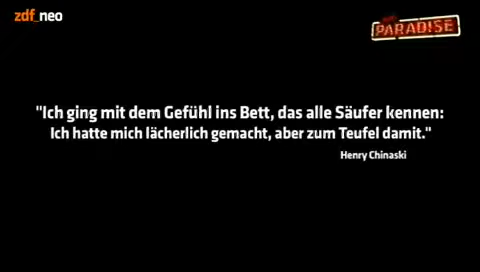 zdf_neo
PARADISE
"Ich ging mit dem Gefühl ins Bett, das alle Säufer kennen:
Ich hatte mich lächerlich gemacht, aber zum Teufel damit."
Henry Chinaski